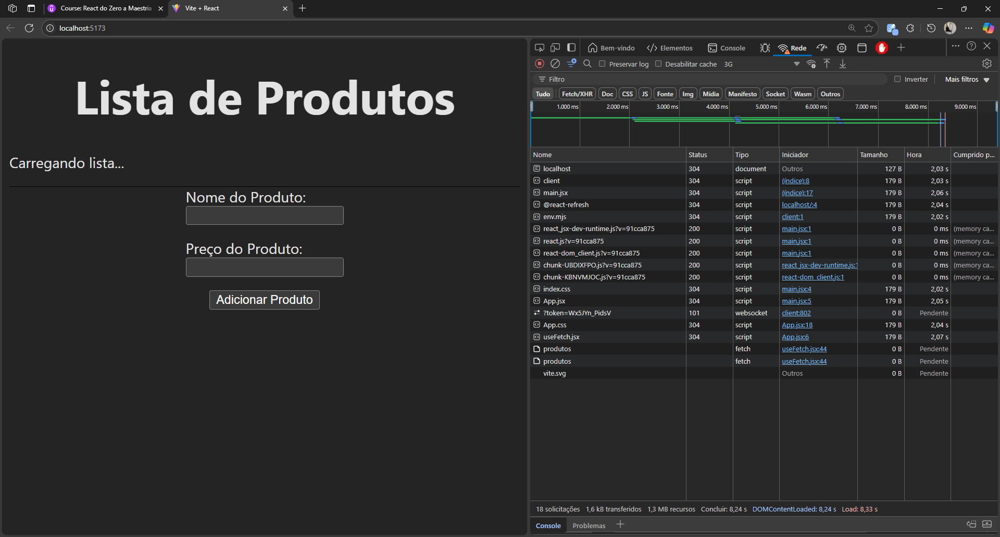 Course: React do Zero a Maestria
Vite + React
localhost:5173
Lista de Produtos
Carregando lista...
Nome do Produto:
Preço do Produto:
Adicionar Produto
Bem-vindo Elementos Console Rede
Preservar log Desabilitar cache 3G
Filtro Inverter Mais filtros
Tudo Fetch/XHR Doc CSS JS Fonte Img Mídia Manifesto Socket Wasm Outros
1.000 ms 2.000 ms 3.000 ms 4.000 ms 5.000 ms 6.000 ms 7.000 ms 8.000 ms 9.000 ms
Nome Status Tipo Iniciador Tamanho Hora Cumprido p...
localhost 304 document Outros 127 B 2,03 s
client 304 script (índice):8 179 B 2,03 s
main.jsx 304 script (índice):17 179 B 2,06 s
@react-refresh 304 script localhost/:4 179 B 2,04 s
env.mjs 304 script client:1 179 B 2,02 s
react_jsx-dev-runtime.js?v=91cca875 200 script main.jsx:1 0 B 0 ms (memory ca...
react.js?v=91cca875 200 script main.jsx:1 0 B 0 ms (memory ca...
react-dom_client.js?v=91cca875 200 script main.jsx:1 0 B 0 ms (memory ca...
chunk-UBDIXFPO.js?v=91cca875 200 script react_jsx-dev-runtime.js:1 0 B 0 ms (memory ca...
chunk-KBNVMJOC.js?v=91cca875 200 script react-dom_client.js:1 0 B 0 ms (memory ca...
index.css 304 script main.jsx:4 179 B 2,02 s
App.jsx 304 script main.jsx:5 179 B 2,05 s
?token=Wx5JYn_PidsV 101 websocket client:802 0 B Pendente
App.css 304 script App.jsx:18 179 B 2,04 s
useFetch.jsx 304 script App.jsx:6 179 B 2,07 s
produtos fetch useFetch.jsx:44 0 B Pendente
produtos fetch useFetch.jsx:44 0 B Pendente
vite.svg Outros 0 B Pendente
18 solicitações 1,6 kB transferidos 1,3 MB recursos Concluir: 8,24 s DOMContentLoaded: 8,24 s Load: 8,33 s
Console Problemas